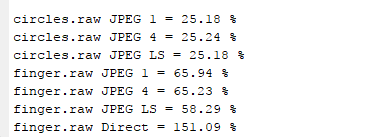 circles.raw JPEG 1 = 25.18 %
circles.raw JPEG 4 = 25.24 %
circles.raw JPEG LS = 25.18 %
finger.raw JPEG 1 = 65.94 %
finger.raw JPEG 4 = 65.23 %
finger.raw JPEG LS = 58.29 %
finger.raw Direct = 151.09 %